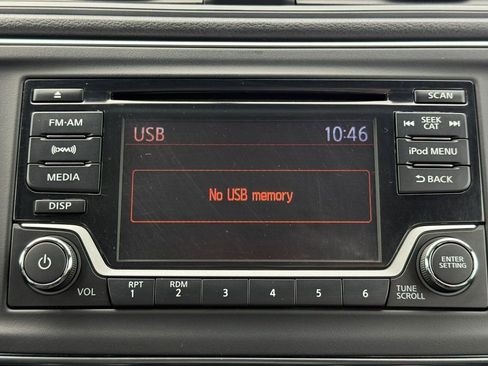 SCAN
FM·AM
USB
10:46
SEEK
CAT
((XM))
iPod MENU
MEDIA
No USB memory
BACK
DISP
ENTER
SETTING
VOL
RPT
1
RDM
2
3
4
5
6
TUNE
SCROLL